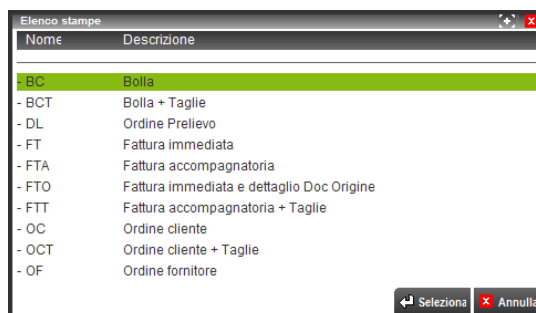 Elenco stampe
Nome Descrizione
- BC Bolla
- BCT Bolla + Taglie
- DL Ordine Prelievo
- FT Fattura immediata
- FTA Fattura accompagnatoria
- FTO Fattura immediata e dettaglio Doc Origine
- FTT Fattura accompagnatoria + Taglie
- OC Ordine cliente
- OCT Ordine cliente + Taglie
- OF Ordine fornitore
Seleziona Annulla